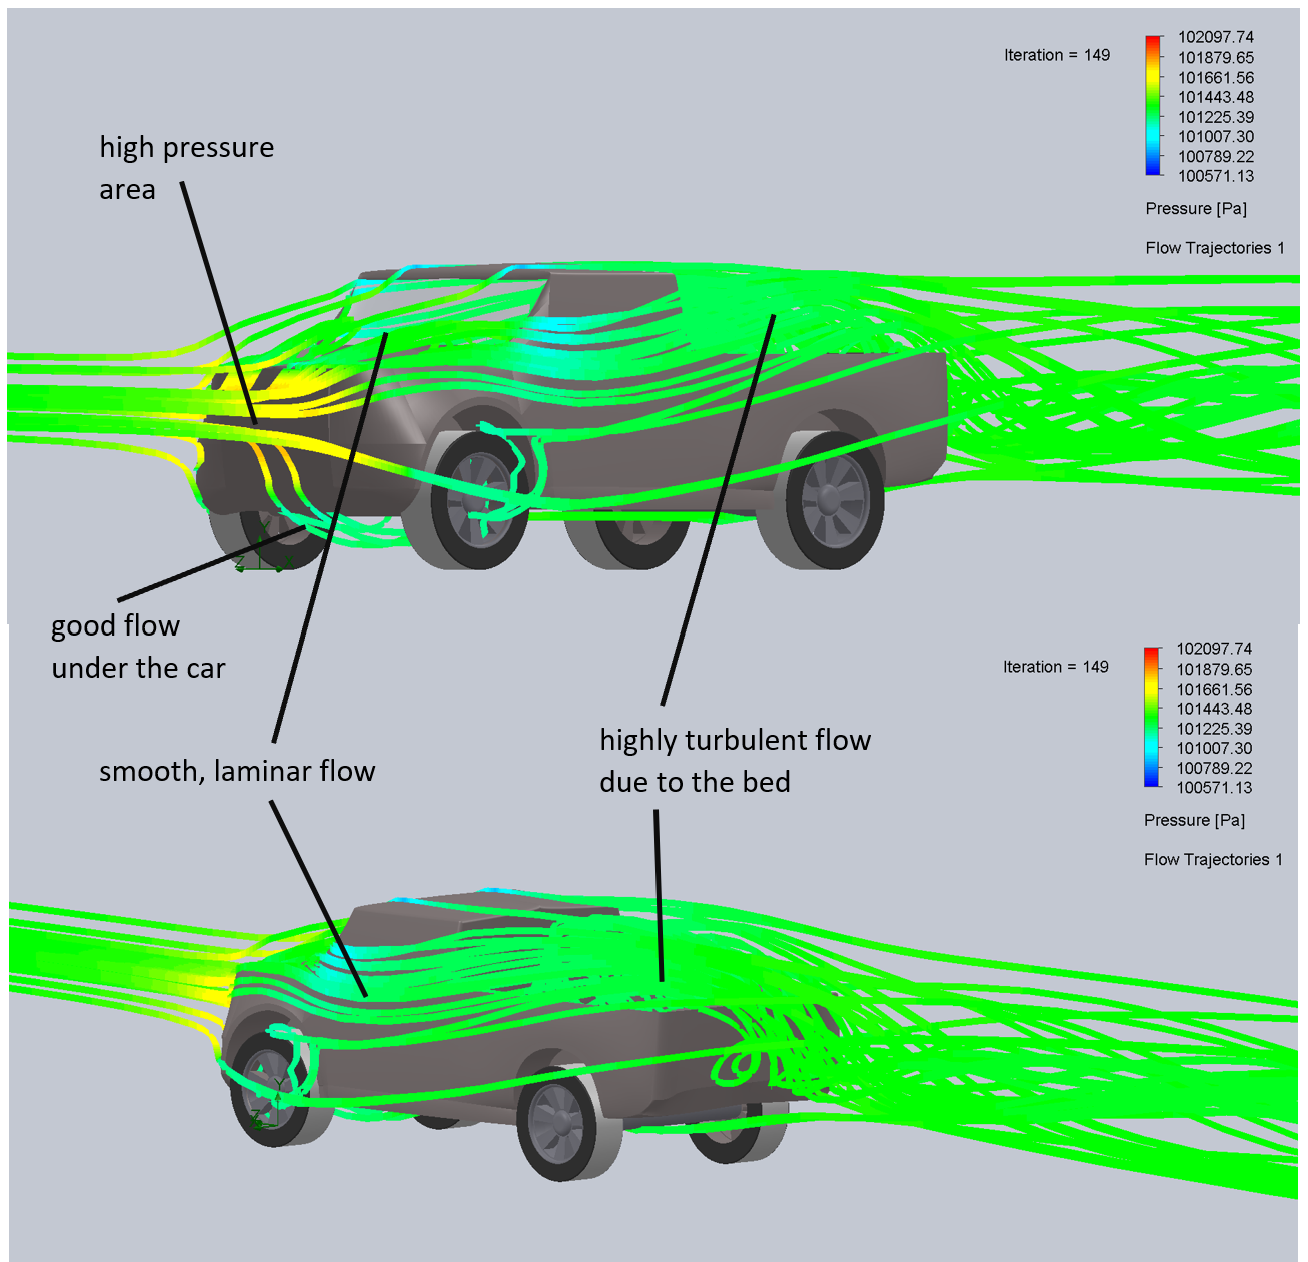 Iteration = 149
102097.74
101879.65
101661.56
101443.48
101225.39
101007.30
100789.22
100571.13
Pressure [Pa]
Flow Trajectories 1
high pressure
area
good flow
under the car
smooth, laminar flow
highly turbulent flow
due to the bed
Iteration = 149
102097.74
101879.65
101661.56
101443.48
101225.39
101007.30
100789.22
100571.13
Pressure [Pa]
Flow Trajectories 1
Y